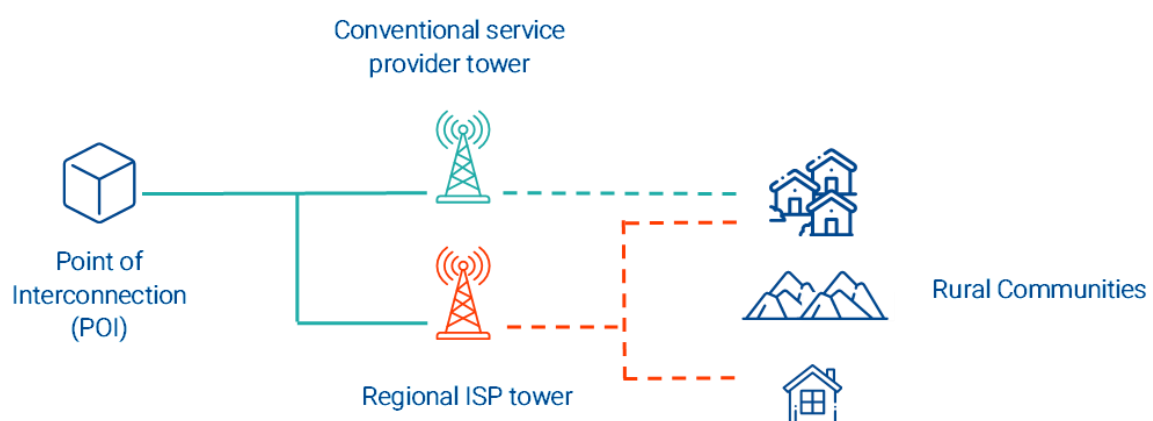 Conventional service
provider tower
Point of
Interconnection
(POI)
Rural Communities
Regional ISP tower